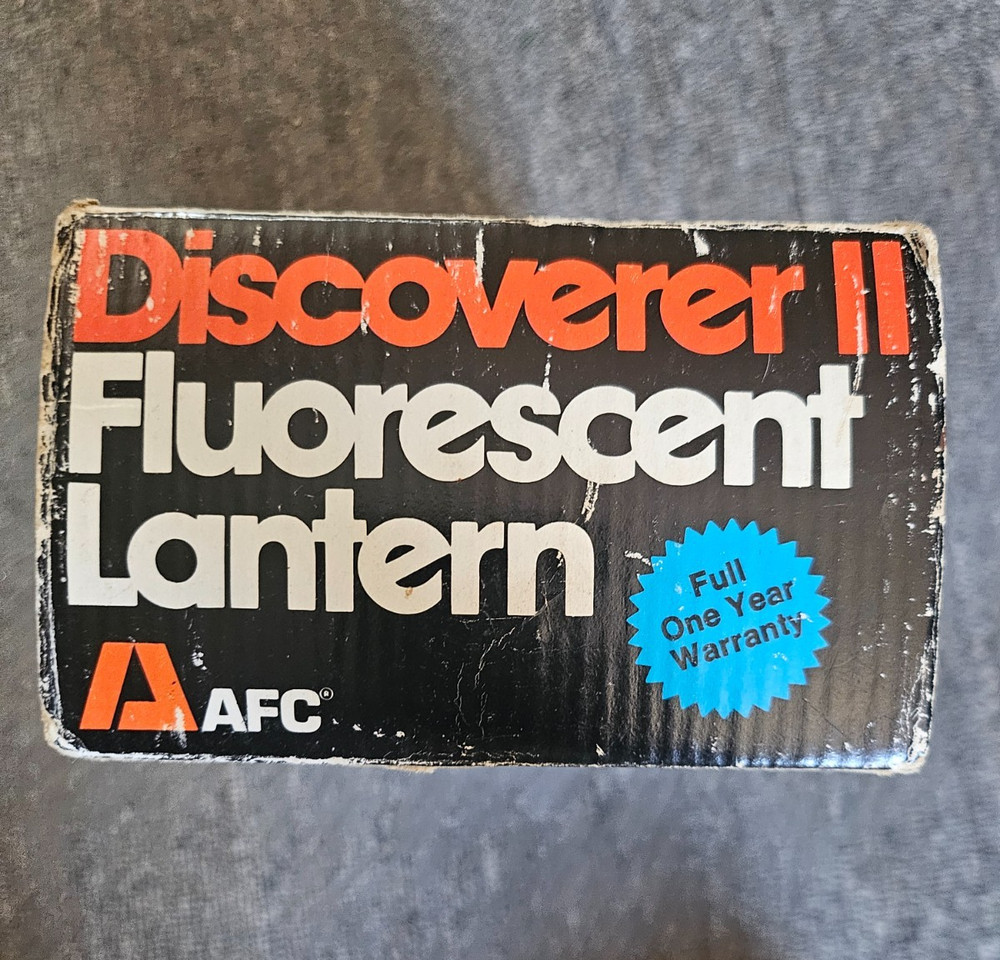 Discoverer II
Fluorescent
Lantern
Full
One Year
Warranty
AFC®